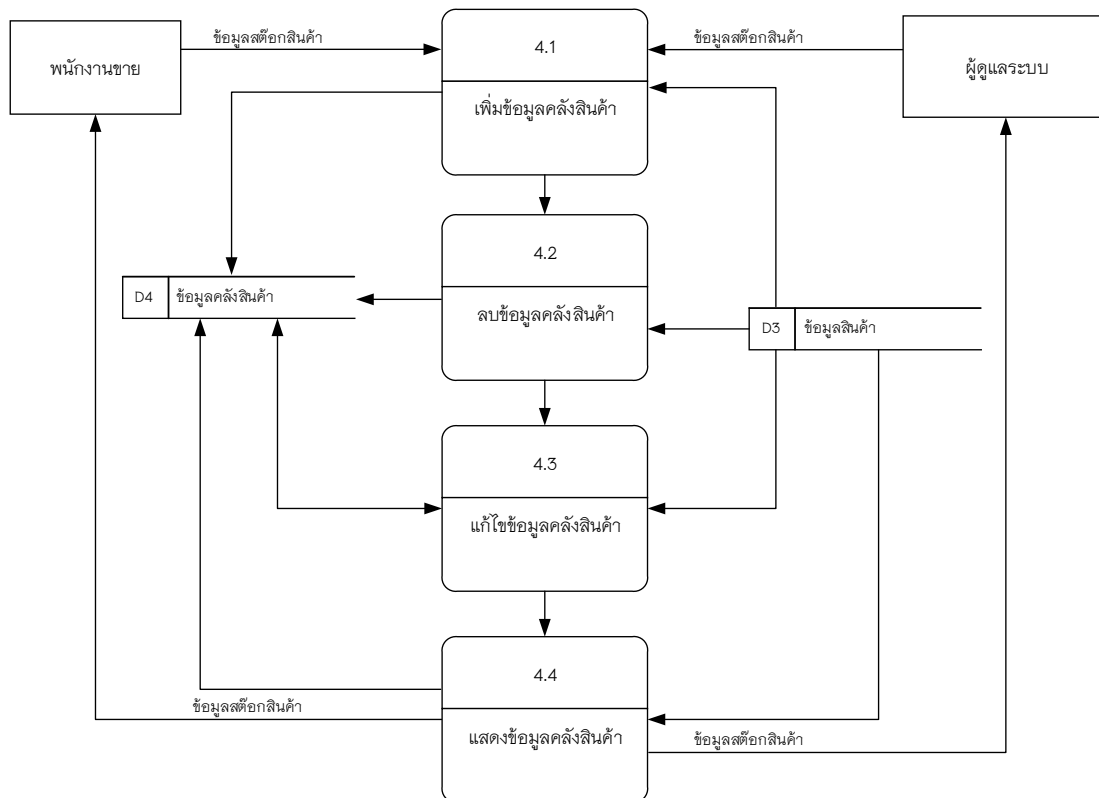 ข้อมูลสต๊อกสินค้า
4.1
ข้อมูลสต๊อกสินค้า
พนักงานขาย
ผู้ดูแลระบบ
เพิ่มข้อมูลคลังสินค้า
4.2
D4 ข้อมูลคลังสินค้า
ลบข้อมูลคลังสินค้า
D3 ข้อมูลสินค้า
4.3
แก้ไขข้อมูลคลังสินค้า
4.4
ข้อมูลสต๊อกสินค้า
แสดงข้อมูลคลังสินค้า
ข้อมูลสต๊อกสินค้า